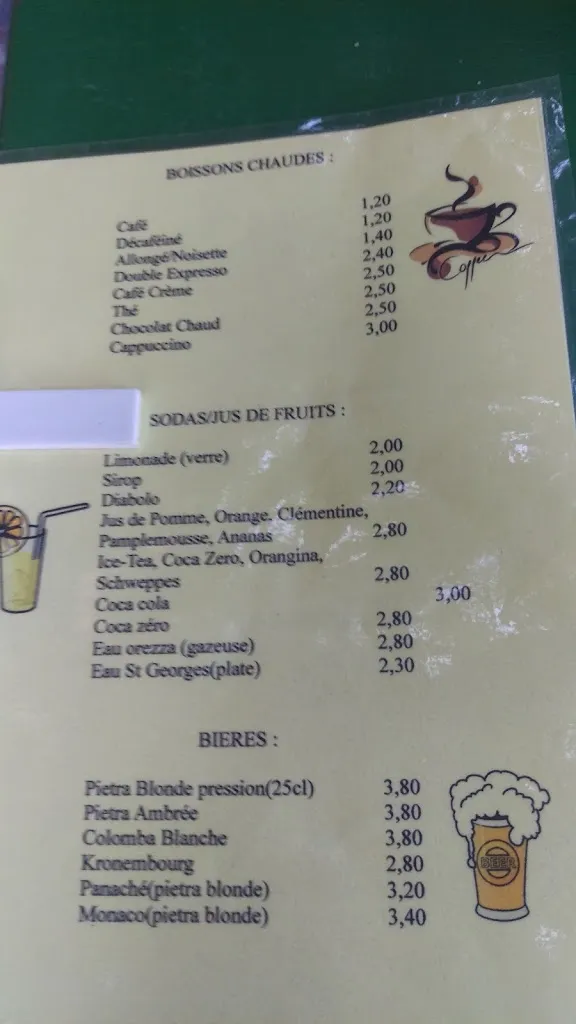 BOISSONS CHAUDES :
Café 1,20
Décaféiné 1,20
Allongé/Noisette 1,40
Double Expresso 2,40
Café Crème 2,50
Thé 2,50
Chocolat Chaud 2,50
Cappuccino 3,00
SODAS/JUS DE FRUITS :
Limonade (verre) 2,00
Sirop 2,00
Diabolo 2,20
Jus de Pomme, Orange. Clémentine,
Pamplemousse, Ananas 2,80
Ice-Tea, Coca Zero, Orangina,
Schweppes 2,80
Coca cola 3,00
Coca zéro 2,80
Eau orezza (gazeuse) 2,80
Eau St Georges(plate) 2,30
BIERES :
Pietra Blonde pression(25cl) 3,80
Pietra Ambrée 3,80
Colomba Blanche 3,80
Kronembourg 2,80
Panaché(pietra blonde) 3,20
Monaco(pietra blonde) 3,40